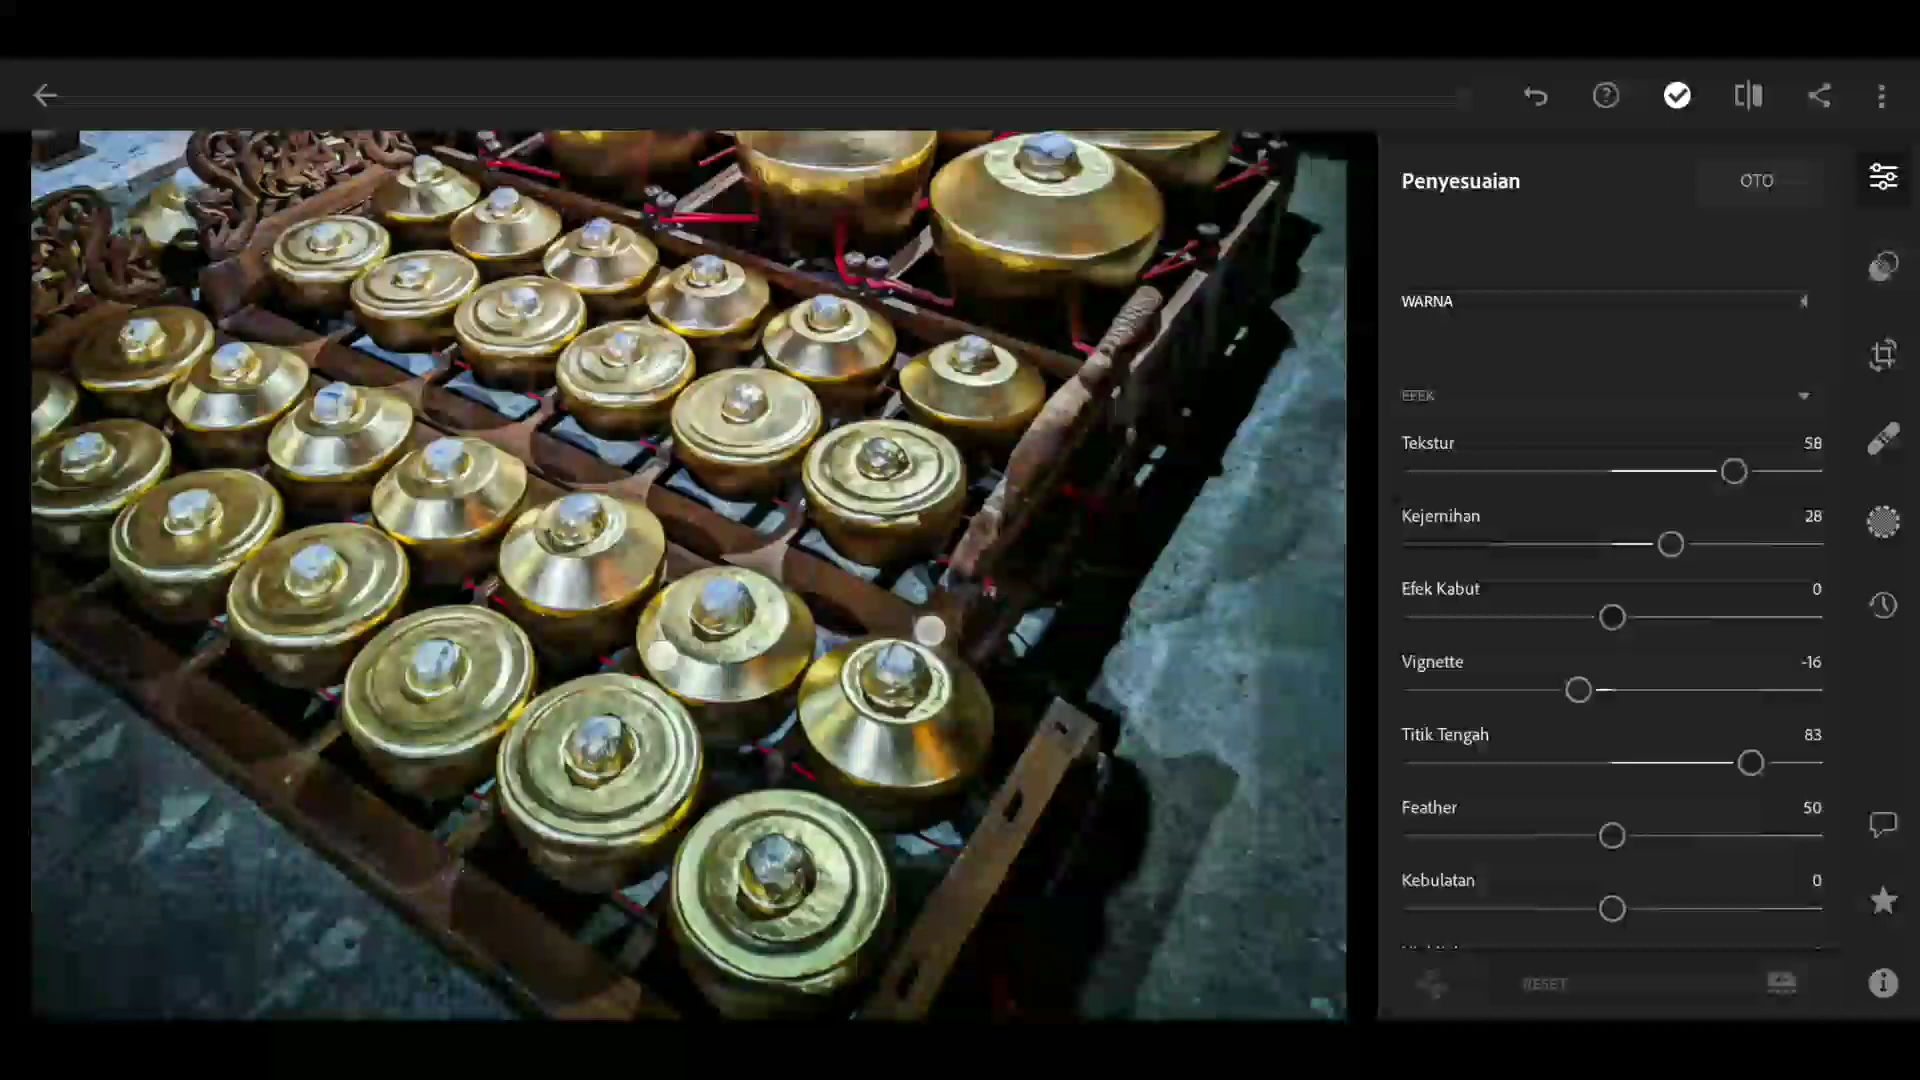 Penyesuaian OTO
WARNA
EFEK
Tekstur 58
Kejernihan 28
Efek Kabut 0
Vignette -16
Titik Tengah 83
Feather 50
Kebulatan 0
RESET